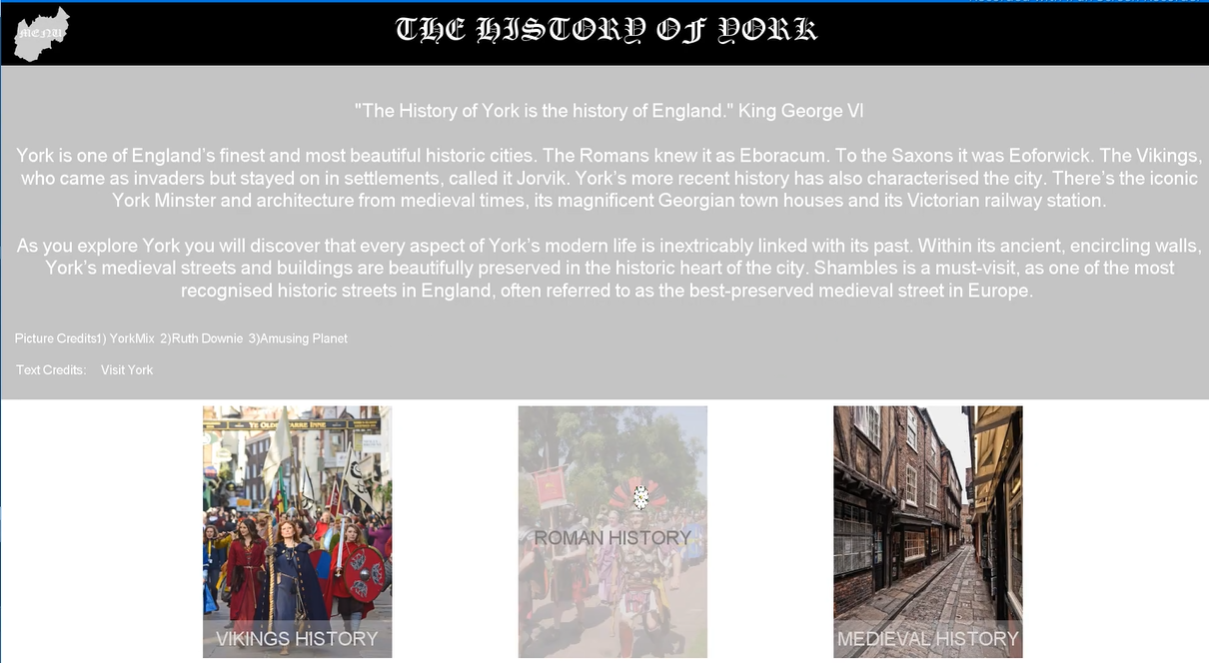 MENU
THE HISTORY OF YORK
"The History of York is the history of England." King George VI
York is one of England’s finest and most beautiful historic cities. The Romans knew it as Eboracum. To the Saxons it was Eoforwick. The Vikings,
who came as invaders but stayed on in settlements, called it Jorvik. York’s more recent history has also characterised the city. There’s the iconic
York Minster and architecture from medieval times, its magnificent Georgian town houses and its Victorian railway station.
As you explore York you will discover that every aspect of York’s modern life is inextricably linked with its past. Within its ancient, encircling walls,
York’s medieval streets and buildings are beautifully preserved in the historic heart of the city. Shambles is a must-visit, as one of the most
recognised historic streets in England, often referred to as the best-preserved medieval street in Europe.
Picture Credits1) YorkMix 2)Ruth Downie 3)Amusing Planet
Text Credits: Visit York
YE OLDE STARRE INNE
ROMAN HISTORY
VIKINGS HISTORY
MEDIEVAL HISTORY